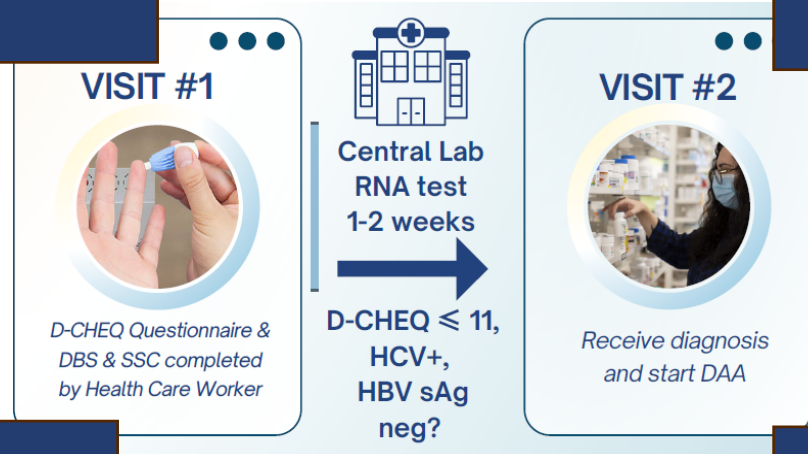 VISIT #1
D-CHEQ Questionnaire &
DBS & SSC completed
by Health Care Worker
Central Lab
RNA test
1-2 weeks
D-CHEQ ⩽ 11,
HCV+,
HBV sAg
neg?
VISIT #2
Receive diagnosis
and start DAA